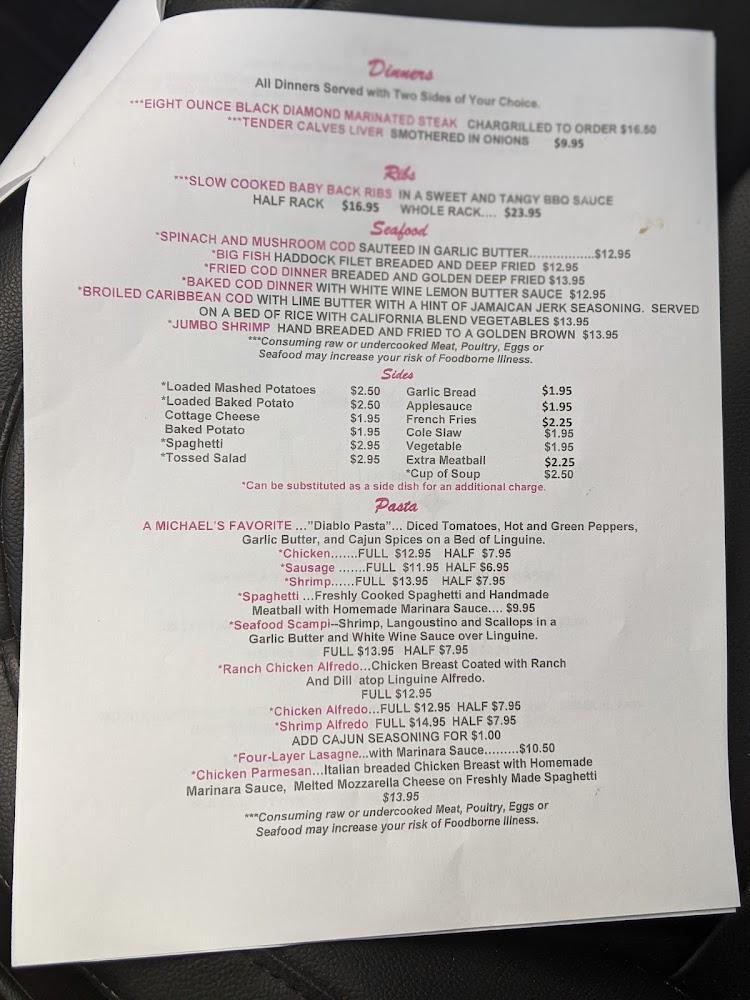 Dinners
All Dinners Served with Two Sides of Your Choice.
***EIGHT OUNCE BLACK DIAMOND MARINATED STEAK CHARGRILLED TO ORDER $16.50
***TENDER CALVES LIVER SMOTHERED IN ONIONS $9.95
Ribs
***SLOW COOKED BABY BACK RIBS IN A SWEET AND TANGY BBQ SAUCE
HALF RACK $16.95 WHOLE RACK.... $23.95
Seafood
*SPINACH AND MUSHROOM COD SAUTEED IN GARLIC BUTTER.................$12.95
*BIG FISH HADDOCK FILET BREADED AND DEEP FRIED $12.95
*FRIED COD DINNER BREADED AND GOLDEN DEEP FRIED $13.95
*BAKED COD DINNER WITH WHITE WINE LEMON BUTTER SAUCE $12.95
*BROILED CARIBBEAN COD WITH LIME BUTTER WITH A HINT OF JAMAICAN JERK SEASONING. SERVED
ON A BED OF RICE WITH CALIFORNIA BLEND VEGETABLES $13.95
*JUMBO SHRIMP HAND BREADED AND FRIED TO A GOLDEN BROWN $13.95
***Consuming raw or undercooked Meat, Poultry, Eggs or
Seafood may increase your risk of Foodborne Illness.
Sides
*Loaded Mashed Potatoes $2.50 Garlic Bread $1.95
*Loaded Baked Potato $2.50 Applesauce $1.95
Cottage Cheese $1.95 French Fries $2.25
Baked Potato $1.95 Cole Slaw $1.95
*Spaghetti $2.95 Vegetable $1.95
*Tossed Salad $2.95 Extra Meatball $2.25
*Cup of Soup $2.50
*Can be substituted as a side dish for an additional charge.
Pasta
A MICHAEL'S FAVORITE ..."Diablo Pasta"... Diced Tomatoes, Hot and Green Peppers,
Garlic Butter, and Cajun Spices on a Bed of Linguine.
*Chicken.......FULL $12.95 HALF $7.95
*Sausage .......FULL $11.95 HALF $6.95
*Shrimp......FULL $13.95 HALF $7.95
*Spaghetti ...Freshly Cooked Spaghetti and Handmade
Meatball with Homemade Marinara Sauce.... $9.95
*Seafood Scampi--Shrimp, Langoustino and Scallops in a
Garlic Butter and White Wine Sauce over Linguine.
FULL $13.95 HALF $7.95
*Ranch Chicken Alfredo...Chicken Breast Coated with Ranch
And Dill atop Linguine Alfredo.
FULL $12.95
*Chicken Alfredo...FULL $12.95 HALF $7.95
*Shrimp Alfredo FULL $14.95 HALF $7.95
ADD CAJUN SEASONING FOR $1.00
*Four-Layer Lasagne...with Marinara Sauce.........$10.50
*Chicken Parmesan...Italian breaded Chicken Breast with Homemade
Marinara Sauce, Melted Mozzarella Cheese on Freshly Made Spaghetti
$13.95
***Consuming raw or undercooked Meat, Poultry, Eggs or
Seafood may increase your risk of Foodborne Illness.